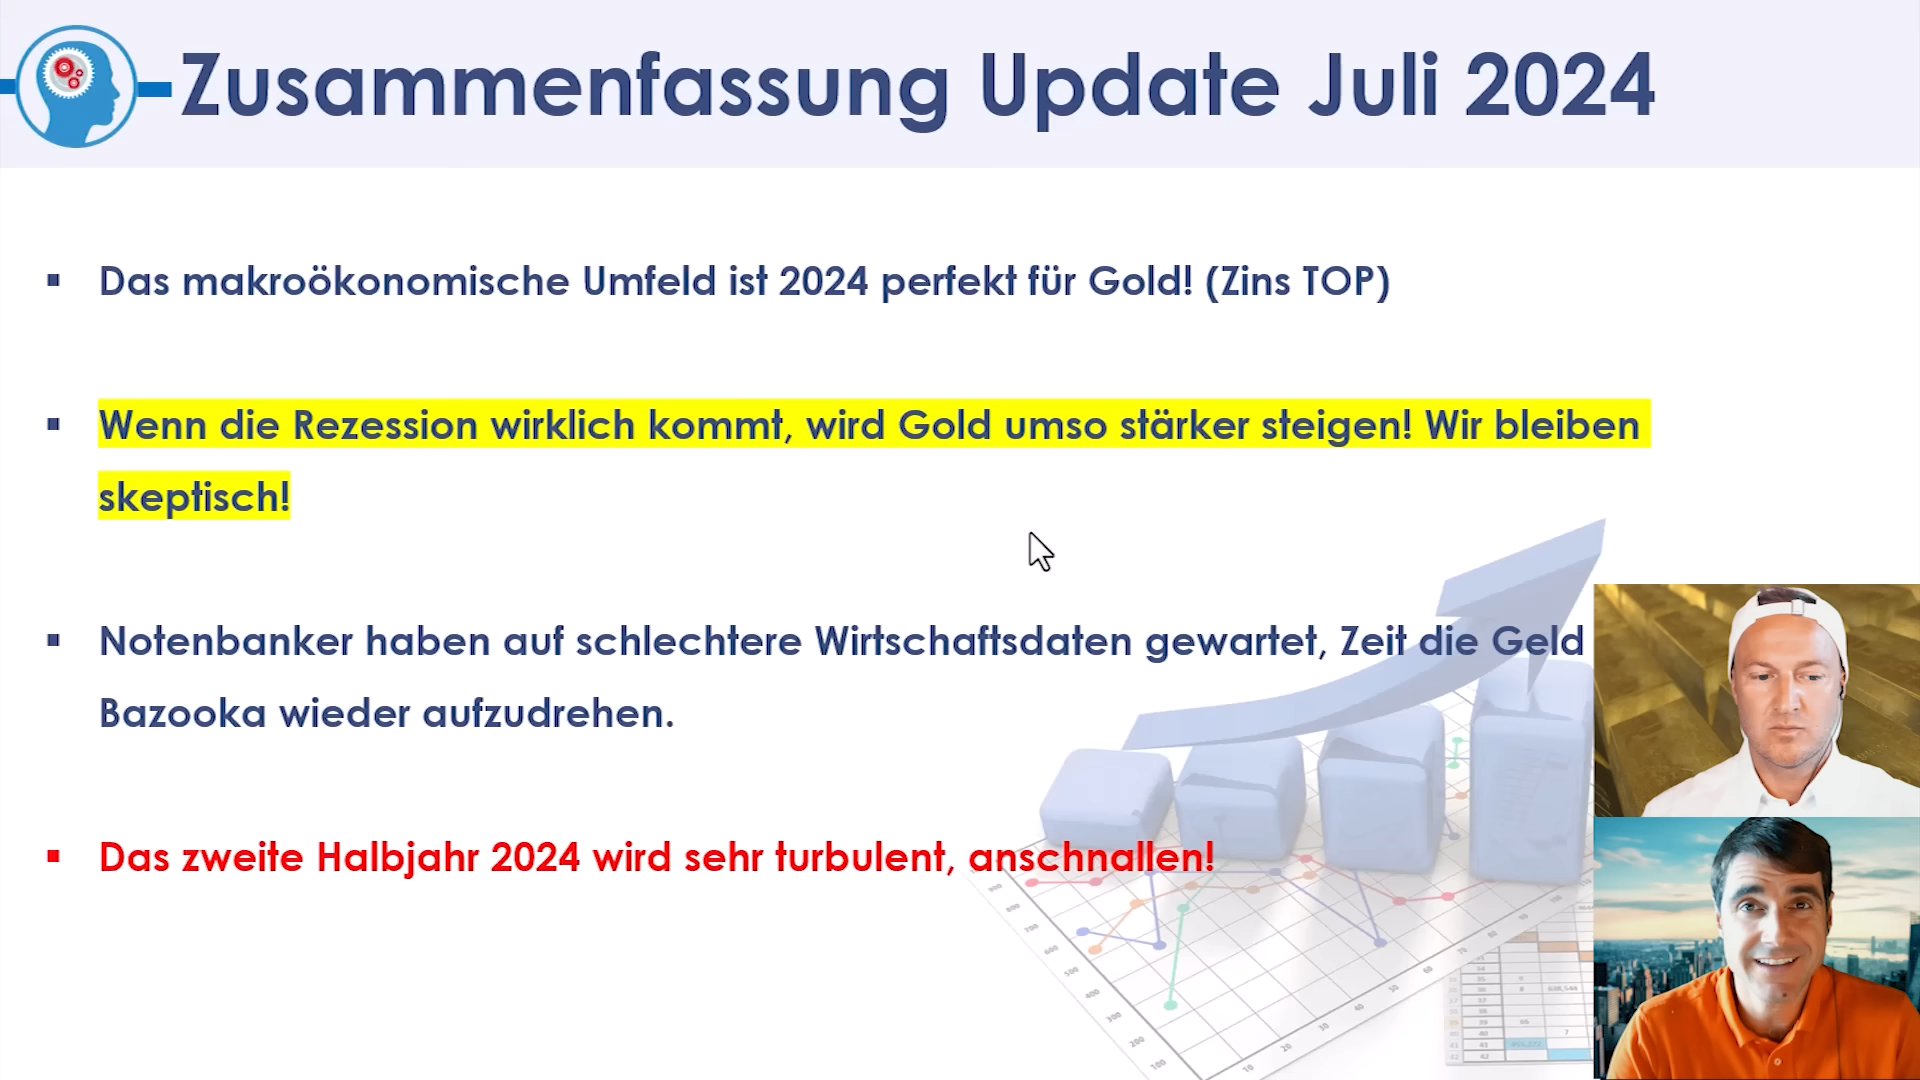 Zusammenfassung Update Juli 2024
▪ Das makroökonomische Umfeld ist 2024 perfekt für Gold! (Zins TOP)
▪ Wenn die Rezession wirklich kommt, wird Gold umso stärker steigen! Wir bleiben
skeptisch!
▪ Notenbanker haben auf schlechtere Wirtschaftsdaten gewartet, Zeit die Geld
Bazooka wieder aufzudrehen.
▪ Das zweite Halbjahr 2024 wird sehr turbulent, anschnallen!